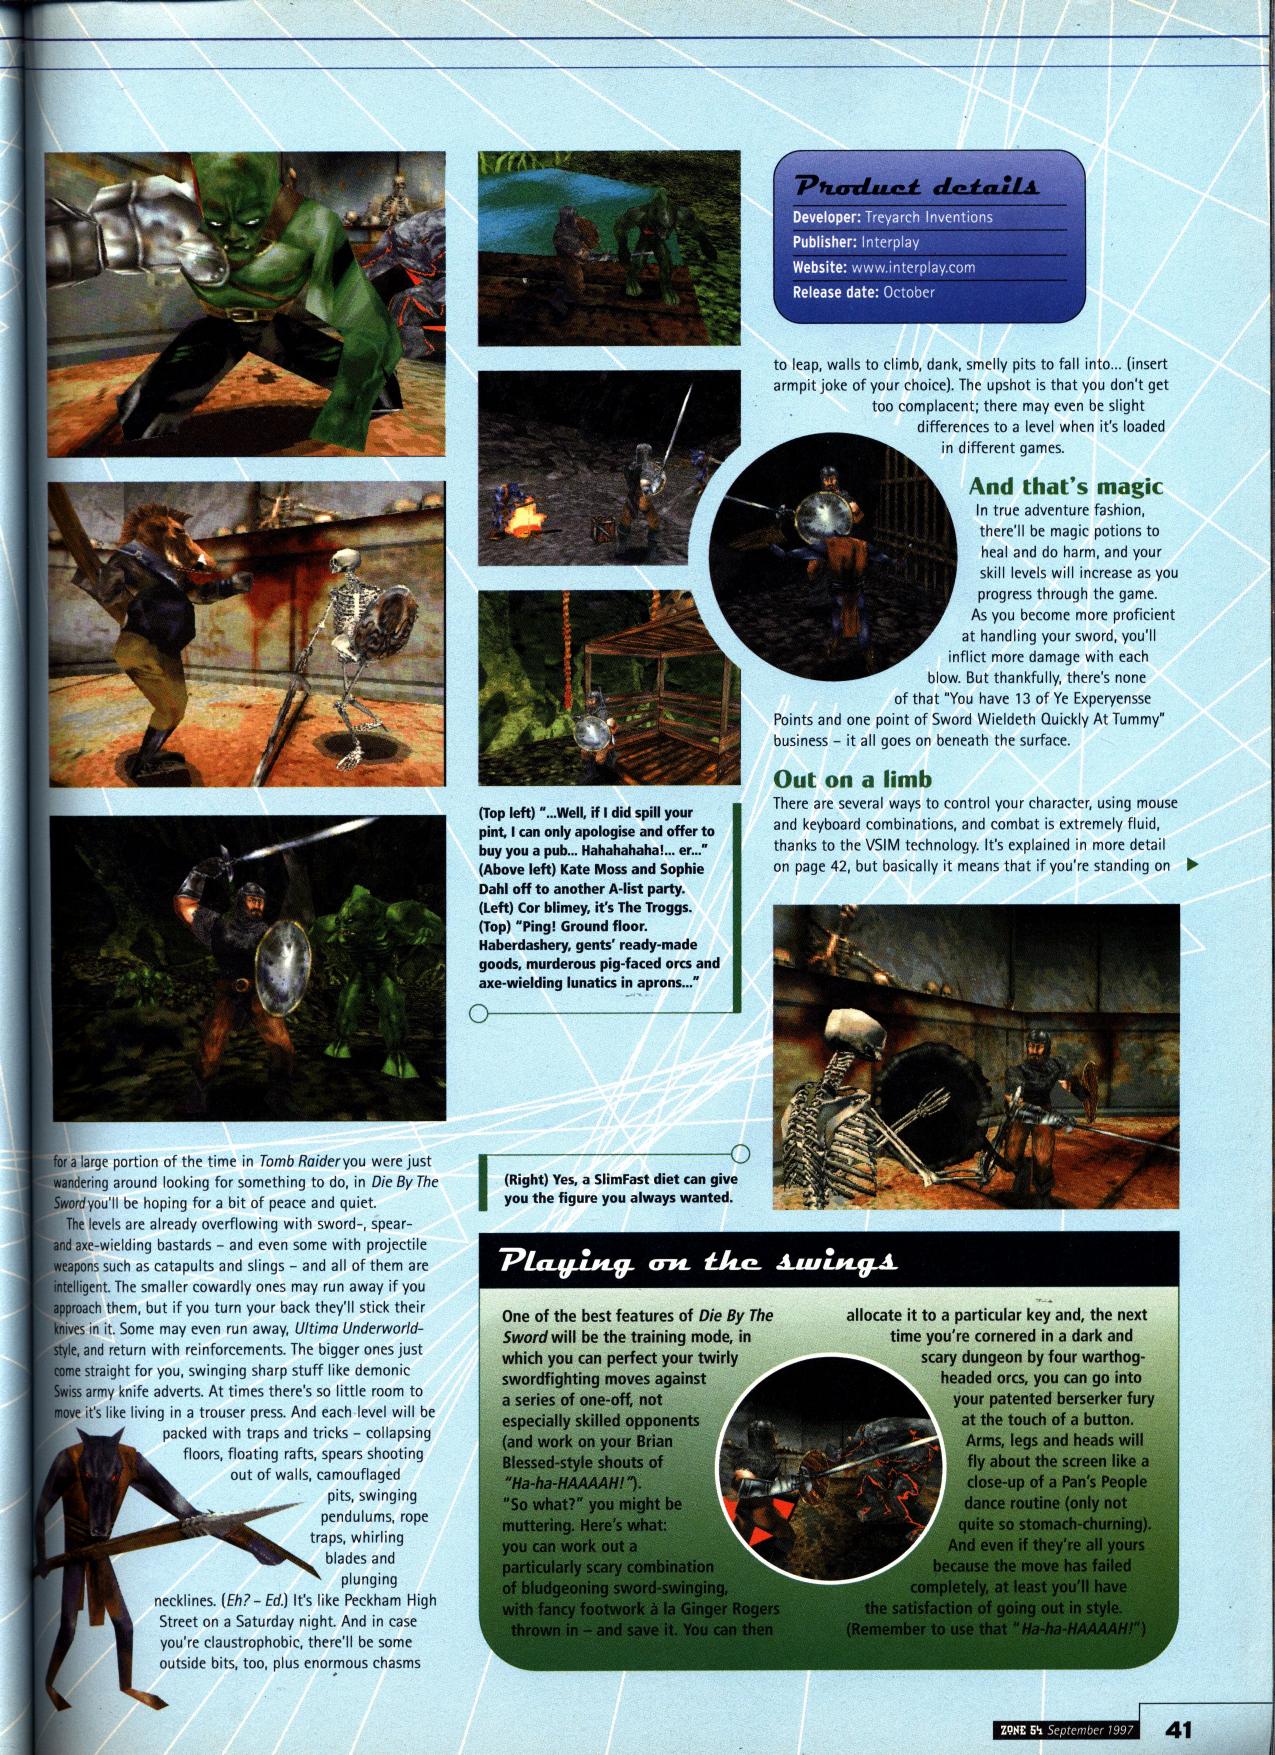 Product details
Developer: Treyarch Inventions
Publisher: Interplay
Website: www.interplay.com
Release date: October
(Top left) "...Well, if I did spill your
pint, I can only apologise and offer to
buy you a pub... Hahahahaha!... er..."
(Above left) Kate Moss and Sophie
Dahl off to another A-list party.
(Left) Cor blimey, it's The Troggs.
(Top) "Ping! Ground floor.
Haberdashery, gents' ready-made
goods, murderous pig-faced orcs and
axe-wielding lunatics in aprons..."
for a large portion of the time in Tomb Raider you were just
wandering around looking for something to do, in Die By The
Sword you'll be hoping for a bit of peace and quiet.
The levels are already overflowing with sword-, spear-
and axe-wielding bastards – and even some with projectile
weapons such as catapults and slings – and all of them are
intelligent. The smaller cowardly ones may run away if you
approach them, but if you turn your back they'll stick their
knives in it. Some may even run away, Ultima Underworld-
style, and return with reinforcements. The bigger ones just
come straight for you, swinging sharp stuff like demonic
Swiss army knife adverts. At times there's so little room to
move it's like living in a trouser press. And each level will be
packed with traps and tricks – collapsing
floors, floating rafts, spears shooting
out of walls, camouflaged
pits, swinging
pendulums, rope
traps, whirling
blades and
plunging
necklines. (Eh? – Ed.) It's like Peckham High
Street on a Saturday night. And in case
you're claustrophobic, there'll be some
outside bits, too, plus enormous chasms
to leap, walls to climb, dank, smelly pits to fall into... (insert
armpit joke of your choice). The upshot is that you don't get
too complacent; there may even be slight
differences to a level when it's loaded
in different games.
And that's magic
In true adventure fashion,
there'll be magic potions to
heal and do harm, and your
skill levels will increase as you
progress through the game.
As you become more proficient
at handling your sword, you'll
inflict more damage with each
blow. But thankfully, there's none
of that "You have 13 of Ye Experyensse
Points and one point of Sword Wieldeth Quickly At Tummy"
business – it all goes on beneath the surface.
Out on a limb
There are several ways to control your character, using mouse
and keyboard combinations, and combat is extremely fluid,
thanks to the VSIM technology. It's explained in more detail
on page 42, but basically it means that if you're standing on
(Right) Yes, a SlimFast diet can give
you the figure you always wanted.
Playing on the swings
One of the best features of Die By The
Sword will be the training mode, in
which you can perfect your twirly
swordfighting moves against
a series of one-off, not
especially skilled opponents
(and work on your Brian
Blessed-style shouts of
"Ha-ha-HAAAAH!").
"So what?" you might be
muttering. Here's what:
you can work out a
particularly scary combination
of bludgeoning sword-swinging,
with fancy footwork à la Ginger Rogers
thrown in – and save it. You can then
allocate it to a particular key and, the next
time you're cornered in a dark and
scary dungeon by four warthog-
headed orcs, you can go into
your patented berserker fury
at the touch of a button.
Arms, legs and heads will
fly about the screen like a
close-up of a Pan's People
dance routine (only not
quite so stomach-churning).
And even if they're all yours
because the move has failed
completely, at least you'll have
the satisfaction of going out in style.
(Remember to use that "Ha-ha-HAAAAH!")
ZONE 54 September 1997 41